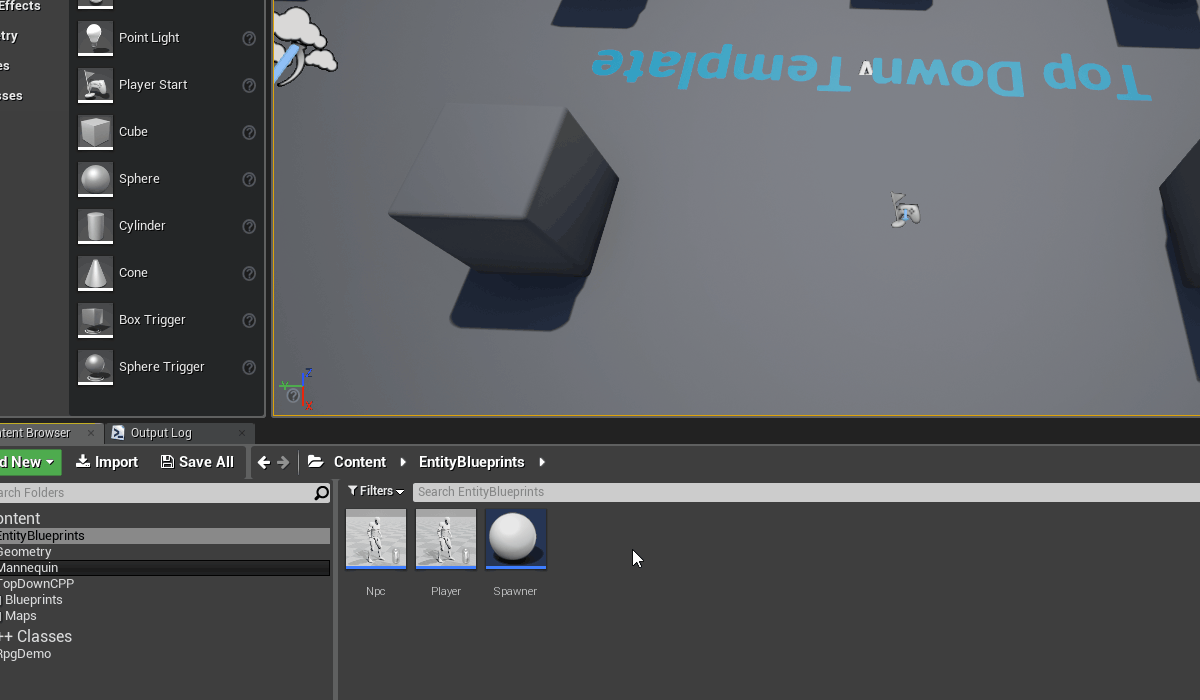 Effects
try
es
sses
Point Light
Player Start
Cube
Sphere
Cylinder
Cone
Box Trigger
Sphere Trigger
Top Down Template
Z
Y
X
ntent Browser
Output Log
d New
Import
Save All
Content
EntityBlueprints
arch Folders
Filters
Search EntityBlueprints
ontent
EntityBlueprints
Geometry
Mannequin
TopDownCPP
Blueprints
Maps
++ Classes
RpgDemo
Npc
Player
Spawner